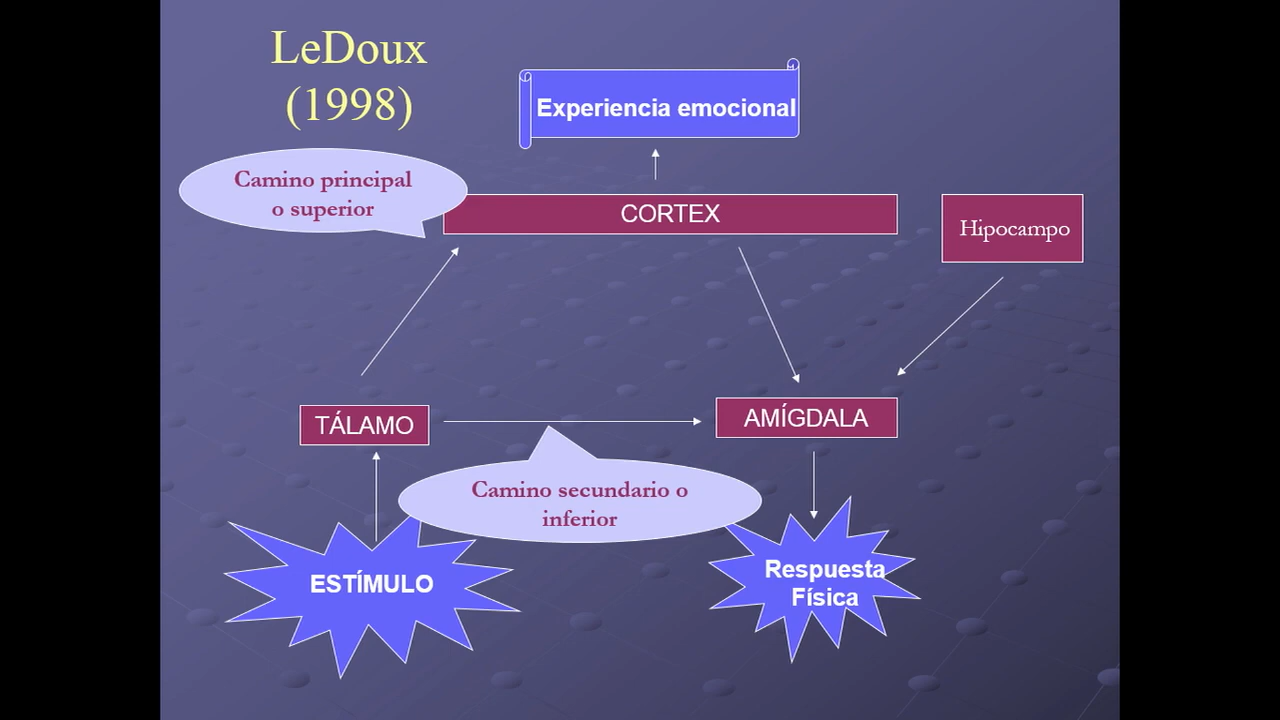 LeDoux
(1998)
Experiencia emocional
Camino principal
o superior
CORTEX
Hipocampo
TÁLAMO
AMÍGDALA
Camino secundario o
inferior
ESTÍMULO
Respuesta
Física